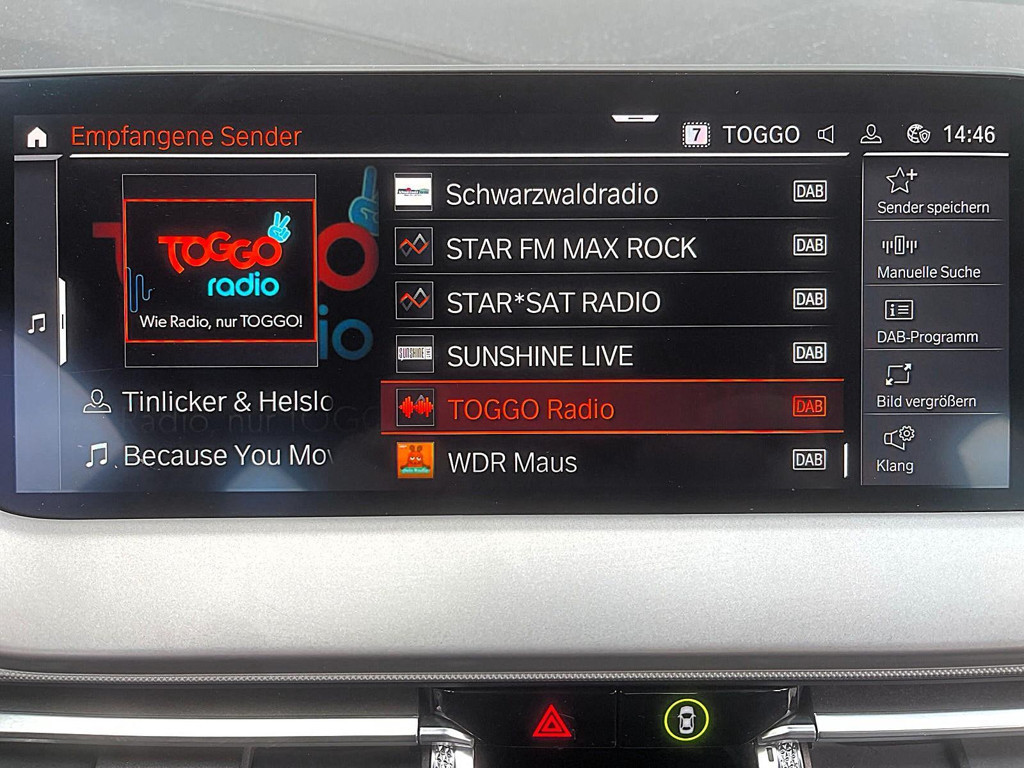 Empfangene Sender
7 TOGGO 14:46
TOGGO
radio
Wie Radio, nur TOGGO!
Tinlicker & Helslo
Because You Mov
Schwarzwaldradio DAB
STAR FM MAX ROCK DAB
STAR*SAT RADIO DAB
SUNSHINE LIVE DAB
TOGGO Radio DAB
WDR Maus DAB
Sender speichern
Manuelle Suche
DAB-Programm
Bild vergrößern
Klang